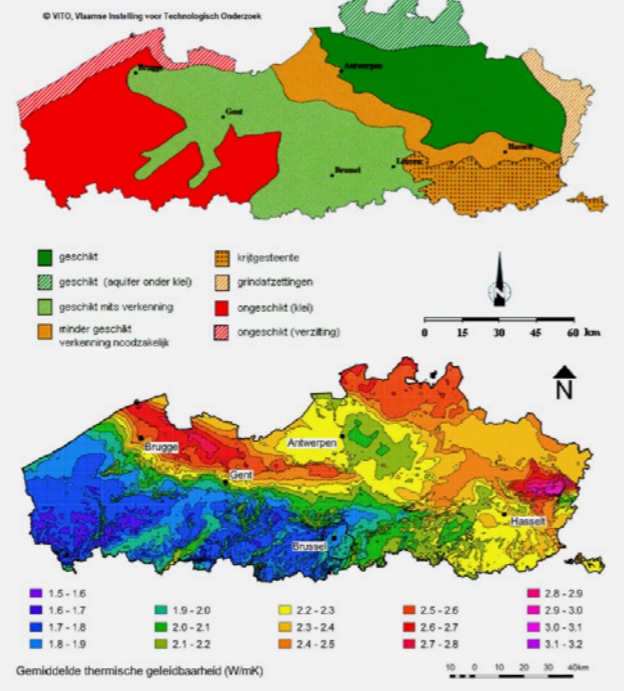 © VITO, Vlaamse Instelling voor Technologisch Onderzoek
Brugge
Antwerpen
Gent
Hasselt
Leuven
Brussel
geschikt
geschikt (aquifer onder klei)
geschikt mits verkenning
minder geschikt
verkenning noodzakelijk
krijtgesteente
grindafzettingen
ongeschikt (klei)
ongeschikt (verzilting)
N
0 15 30 45 60 km
N
Brugge
Antwerpen
Gent
Hasselt
Brussel
1.5 - 1.6
1.6 - 1.7
1.7 - 1.8
1.8 - 1.9
1.9 - 2.0
2.0 - 2.1
2.1 - 2.2
2.2 - 2.3
2.3 - 2.4
2.4 - 2.5
2.5 - 2.6
2.6 - 2.7
2.7 - 2.8
2.8 - 2.9
2.9 - 3.0
3.0 - 3.1
3.1 - 3.2
Gemiddelde thermische geleidbaarheid (W/mK)
10 0 10 20 30 40km